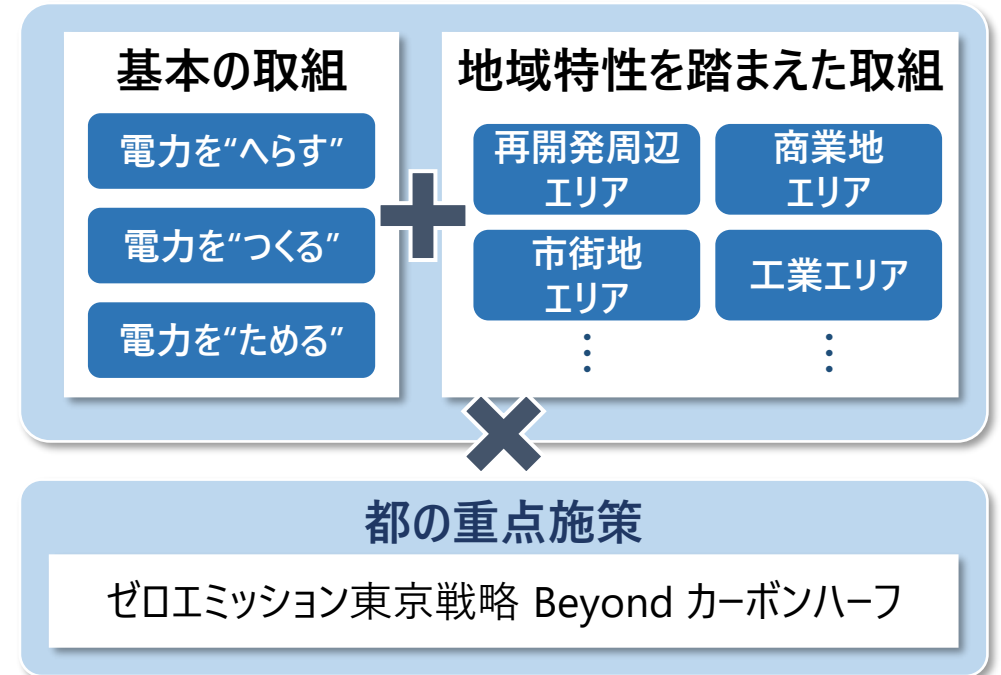 基本の取組
電力を“へらす”
電力を“つくる”
電力を“ためる”
地域特性を踏まえた取組
再開発周辺
エリア
商業地
エリア
市街地
エリア
工業エリア
⋮
⋮
都の重点施策
ゼロエミッション東京戦略 Beyond カーボンハーフ